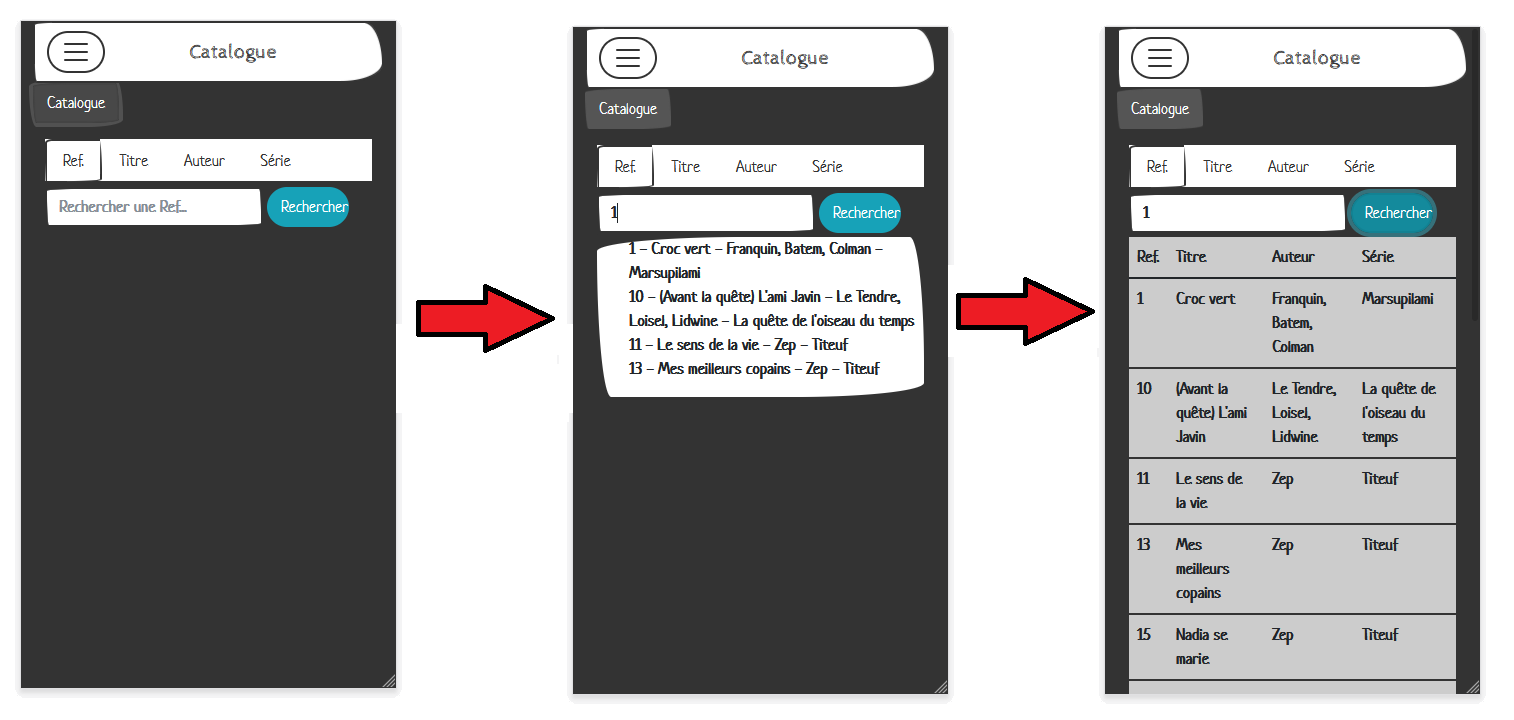 Catalogue
Catalogue
Ref. Titre Auteur Série
Rechercher une Ref... Rechercher
Catalogue
Catalogue
Ref. Titre Auteur Série
1 Rechercher
1 – Croc vert – Franquin, Batem, Colman –
Marsupilami
10 – (Avant la quête) L'ami Javin – Le Tendre,
Loisel, Lidwine – La quête de l'oiseau du temps
11 – Le sens de la vie – Zep – Titeuf
13 – Mes meilleurs copains – Zep – Titeuf
Catalogue
Catalogue
Ref. Titre Auteur Série
1 Rechercher
Ref. Titre Auteur Série
1 Croc vert Franquin, Marsupilami
Batem,
Colman
10 (Avant la Le Tendre, La quête de
quête) L'ami Loisel, l'oiseau du
Javin Lidwine temps
11 Le sens de Zep Titeuf
la vie
13 Mes Zep Titeuf
meilleurs
copains
15 Nadia se Zep Titeuf
marie